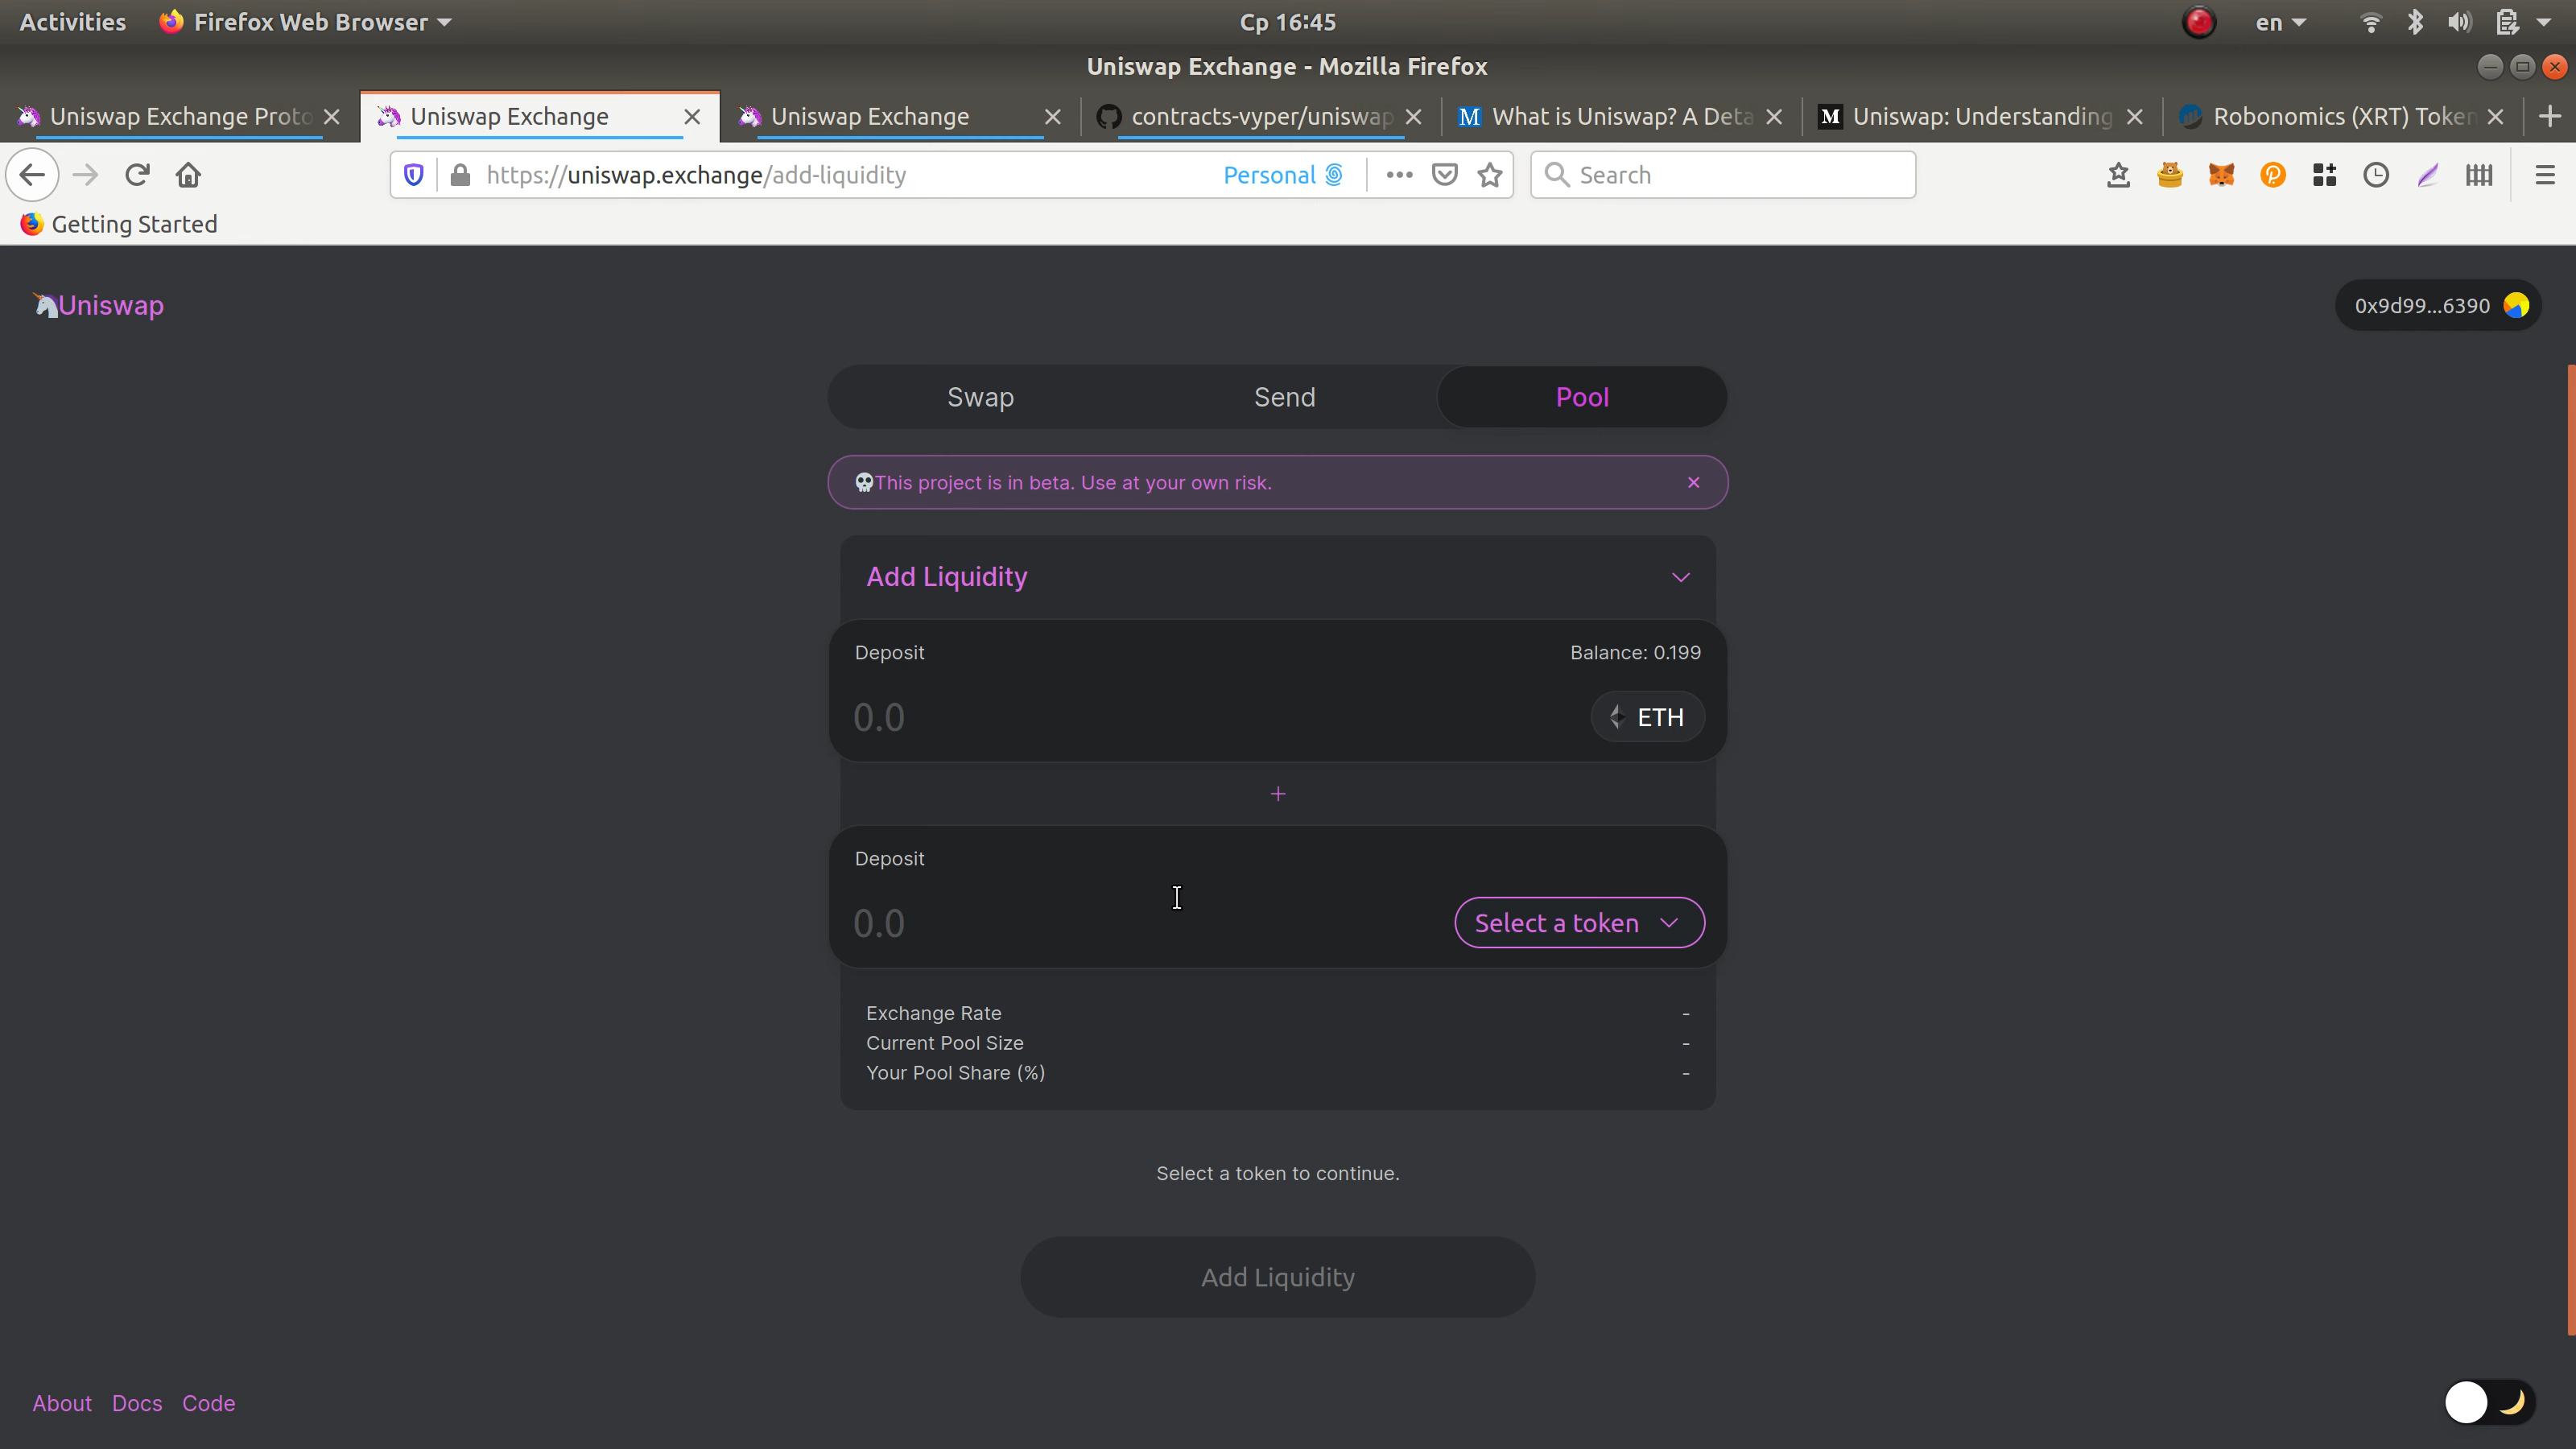 Activities Firefox Web Browser Ср 16:45 en
Uniswap Exchange - Mozilla Firefox
Uniswap Exchange Proto Uniswap Exchange Uniswap Exchange contracts-vyper/uniswap What is Uniswap? A Deta Uniswap: Understanding Robonomics (XRT) Token
https://uniswap.exchange/add-liquidity Personal Search
Getting Started
Uniswap 0x9d99...6390
Swap Send Pool
This project is in beta. Use at your own risk.
Add Liquidity
Deposit Balance: 0.199
0.0 ETH
+
Deposit
0.0 Select a token
Exchange Rate -
Current Pool Size -
Your Pool Share (%) -
Select a token to continue.
Add Liquidity
About Docs Code